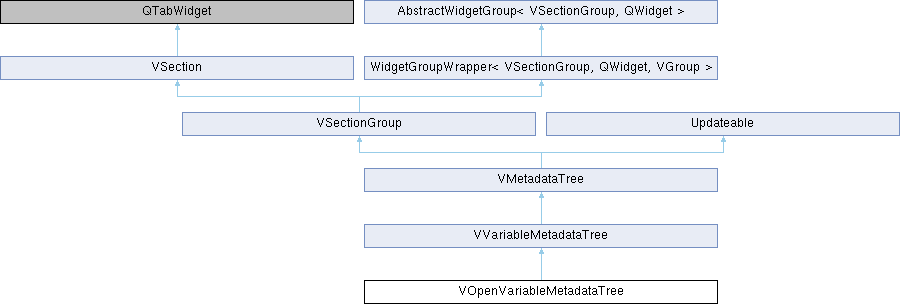 QTabWidget
AbstractWidgetGroup< VSectionGroup, QWidget >
VSection
WidgetGroupWrapper< VSectionGroup, QWidget, VGroup >
VSectionGroup
Updateable
VMetadataTree
VVariableMetadataTree
VOpenVariableMetadataTree